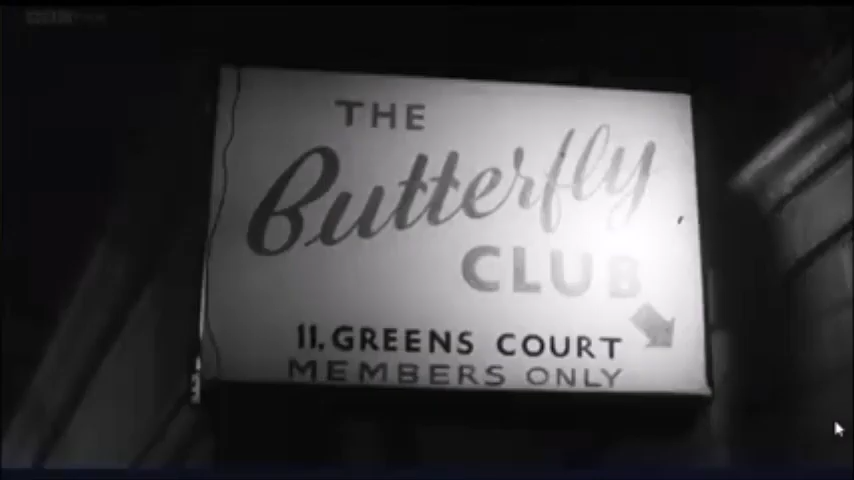 THE
Butterfly
CLUB
11, GREENS COURT
MEMBERS ONLY